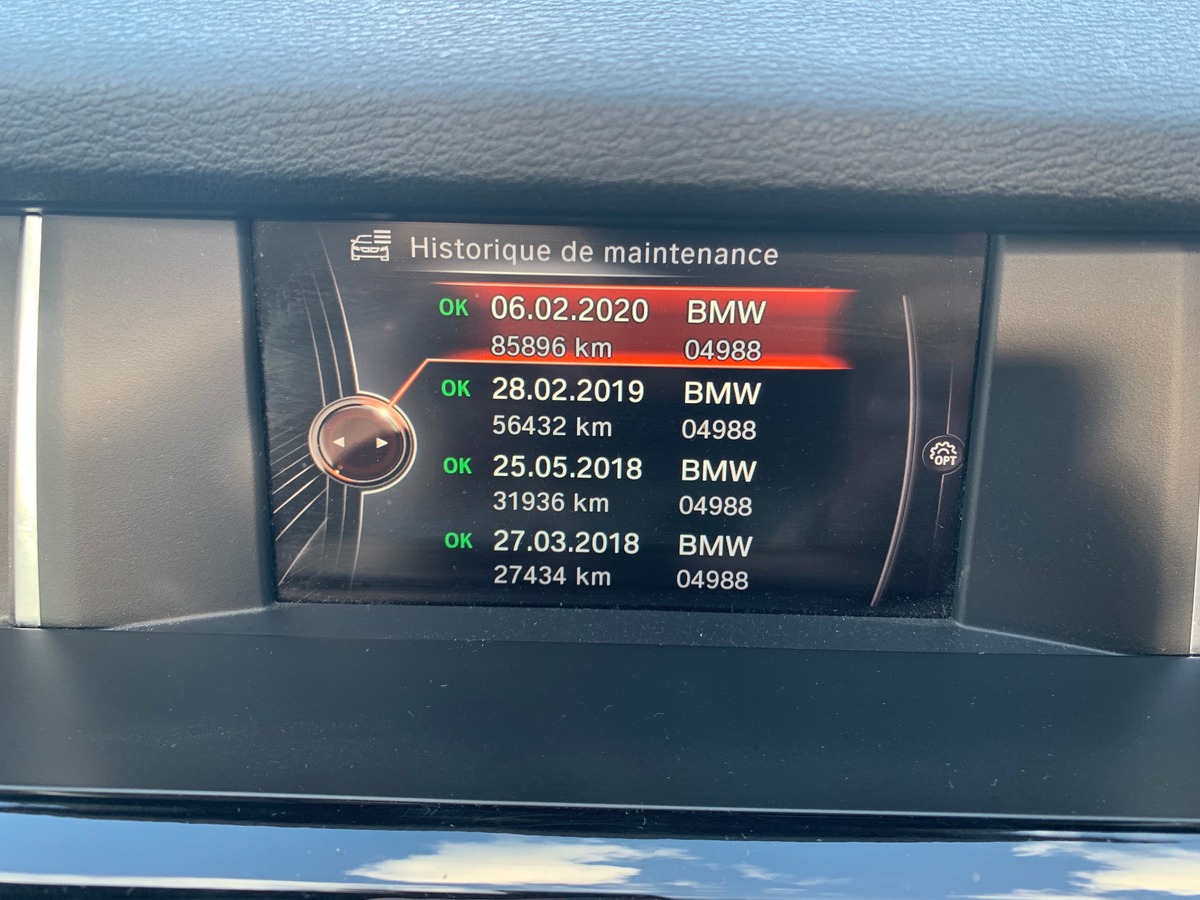 Historique de maintenance
OK 06.02.2020 BMW
85896 km 04988
OK 28.02.2019 BMW
56432 km 04988
OK 25.05.2018 BMW
31936 km 04988
OK 27.03.2018 BMW
27434 km 04988
OPT